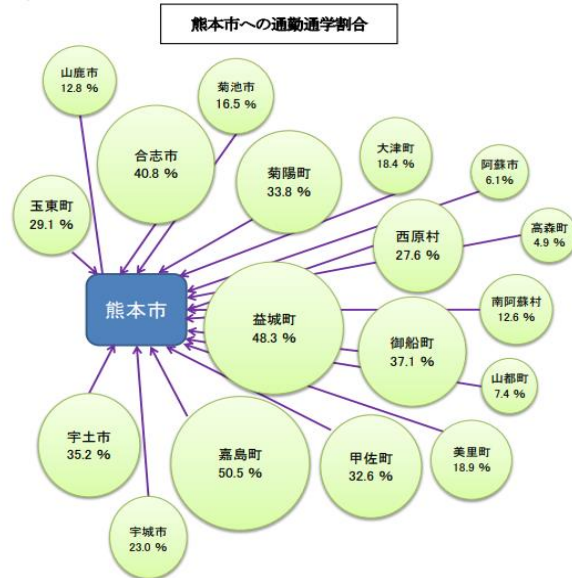 熊本市への通勤通学割合
山鹿市
12.8 %
菊池市
16.5 %
合志市
40.8 %
菊陽町
33.8 %
大津町
18.4 %
阿蘇市
6.1%
玉東町
29.1 %
西原村
27.6 %
高森町
4.9 %
熊本市
益城町
48.3 %
御船町
37.1 %
南阿蘇村
12.6 %
山都町
7.4 %
宇土市
35.2 %
嘉島町
50.5 %
甲佐町
32.6 %
美里町
18.9 %
宇城市
23.0 %